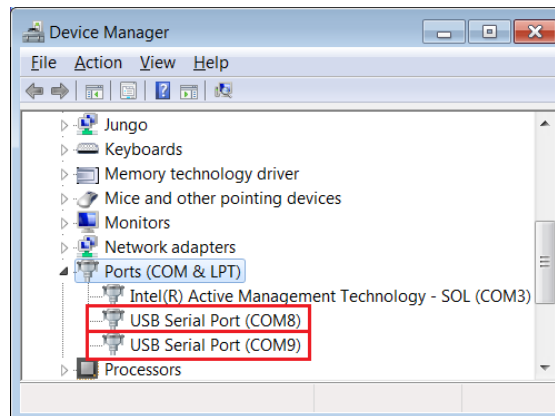 Device Manager
File Action View Help
Jungo
Keyboards
Memory technology driver
Mice and other pointing devices
Monitors
Network adapters
Ports (COM & LPT)
Intel(R) Active Management Technology - SOL (COM3)
USB Serial Port (COM8)
USB Serial Port (COM9)
Processors